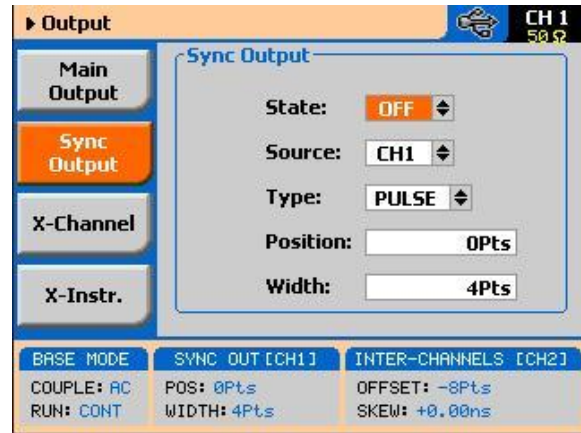 Output
CH 1
50Ω
Main
Output
Sync
Output
X-Channel
X-Instr.
Sync Output
State: OFF
Source: CH1
Type: PULSE
Position: 0Pts
Width: 4Pts
BASE MODE
COUPLE: AC
RUN: CONT
SYNC OUT [CH1]
POS: 0Pts
WIDTH: 4Pts
INTER-CHANNELS [CH2]
OFFSET: -8Pts
SKEW: +0.00ns